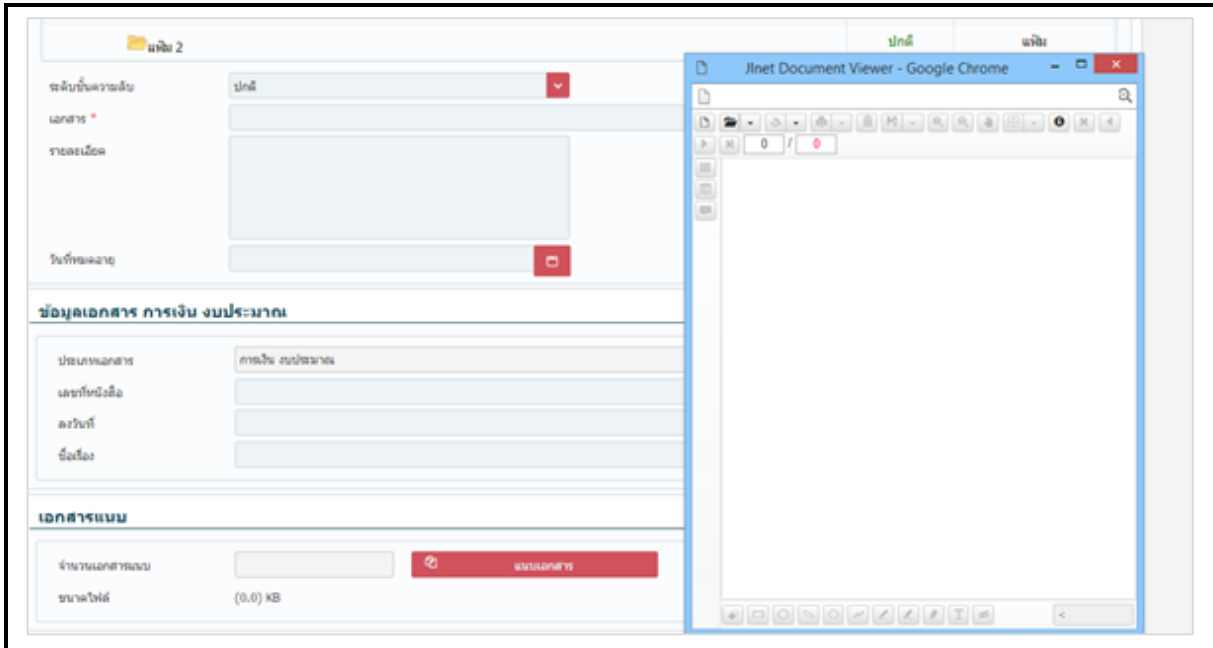 แฟ้ม 2 ปกติ แฟ้ม
JInet Document Viewer - Google Chrome
ระดับชั้นความลับ ปกติ
เอกสาร *
0 / 0
รายละเอียด
วันที่หมดอายุ
ข้อมูลเอกสาร การเงิน งบประมาณ
ประเภทเอกสาร การเงิน งบประมาณ
เลขที่หนังสือ
ลงวันที่
ชื่อเรื่อง
เอกสารแนบ
จำนวนเอกสารแนบ แนบเอกสาร
ขนาดไฟล์ (0.0) KB